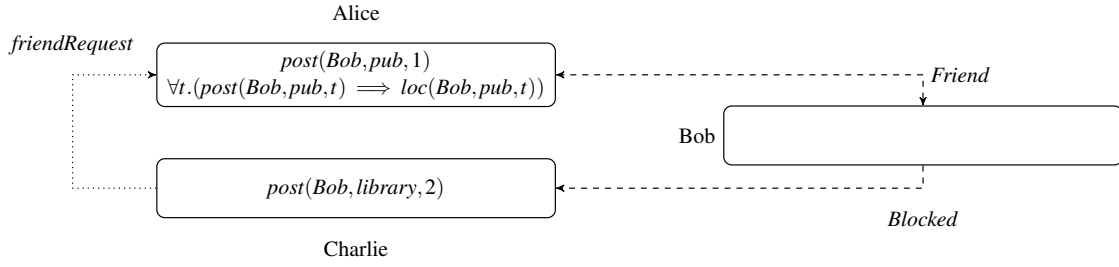 Alice
friendRequest
post(Bob,pub,1)
∀t.(post(Bob,pub,t) ⟹ loc(Bob,pub,t))
Friend
Bob
post(Bob,library,2)
Blocked
Charlie